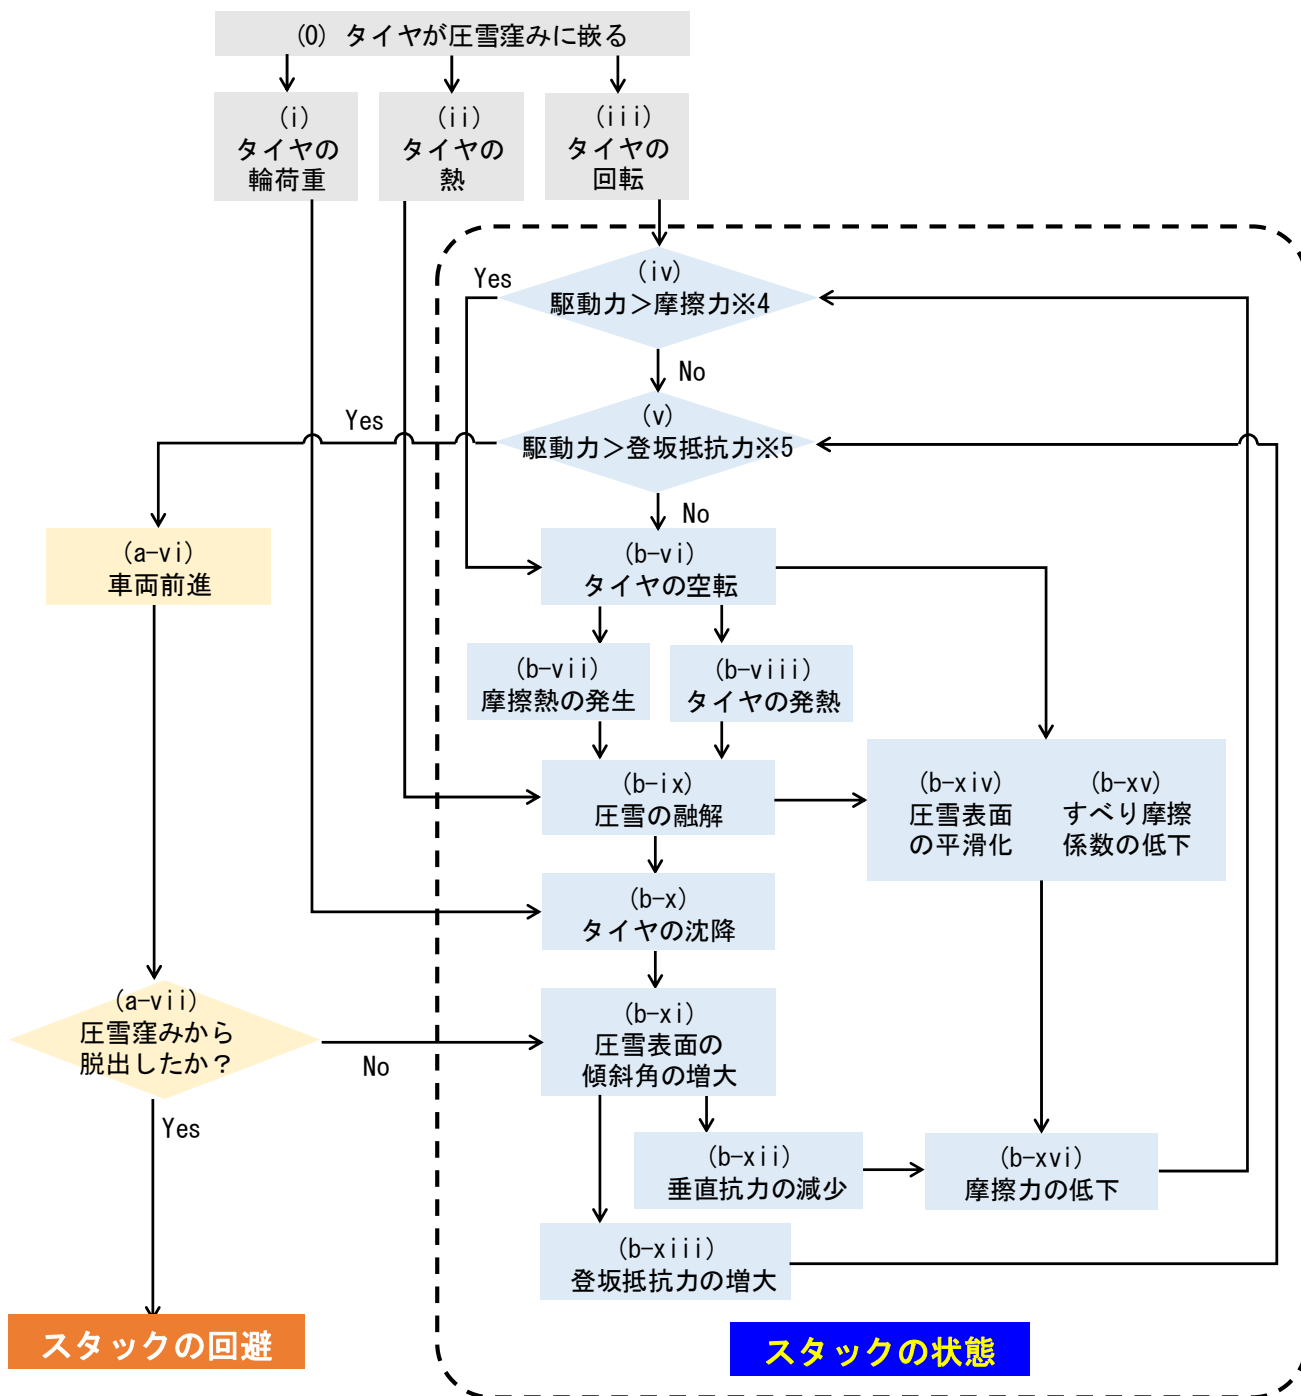 (0) タイヤが圧雪窪みに嵌る
(i)
タイヤの
輪荷重
(ii)
タイヤの
熱
(iii)
タイヤの
回転
(iv)
駆動力＞摩擦力※4
Yes
No
(v)
駆動力＞登坂抵抗力※5
Yes
No
(a-vi)
車両前進
(b-vi)
タイヤの空転
(b-vii)
摩擦熱の発生
(b-viii)
タイヤの発熱
(b-ix)
圧雪の融解
(b-xiv)
圧雪表面
の平滑化
(b-xv)
すべり摩擦
係数の低下
(b-x)
タイヤの沈降
(a-vii)
圧雪窪みから
脱出したか？
No
Yes
(b-xi)
圧雪表面の
傾斜角の増大
(b-xii)
垂直抗力の減少
(b-xvi)
摩擦力の低下
(b-xiii)
登坂抵抗力の増大
スタックの回避
スタックの状態